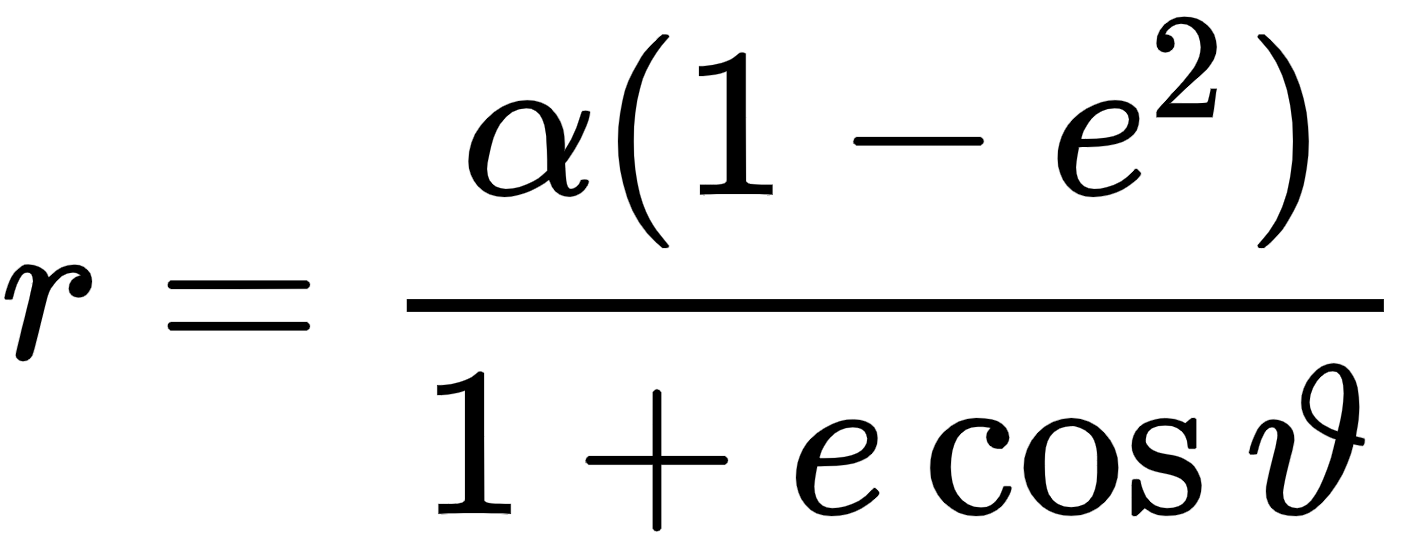 r = α(1 − e²) / (1 + e cos ϑ)